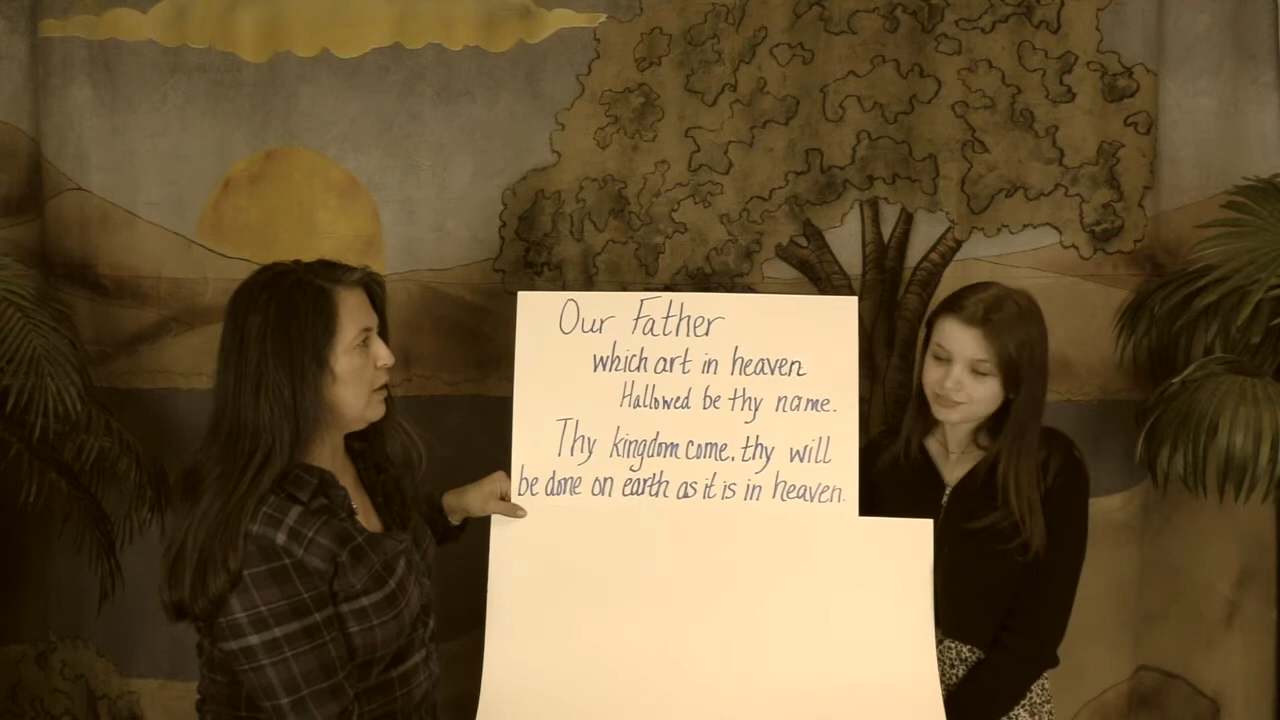 Our Father
which art in heaven
Hallowed be thy name.
Thy kingdom come. thy will
be done on earth as it is in heaven.